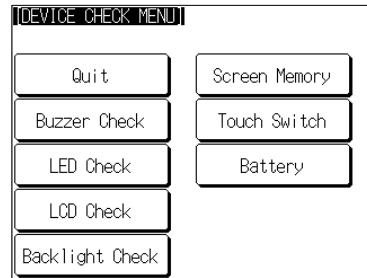 [DEVICE CHECK MENU]
Quit
Screen Memory
Buzzer Check
Touch Switch
LED Check
Battery
LCD Check
Backlight Check